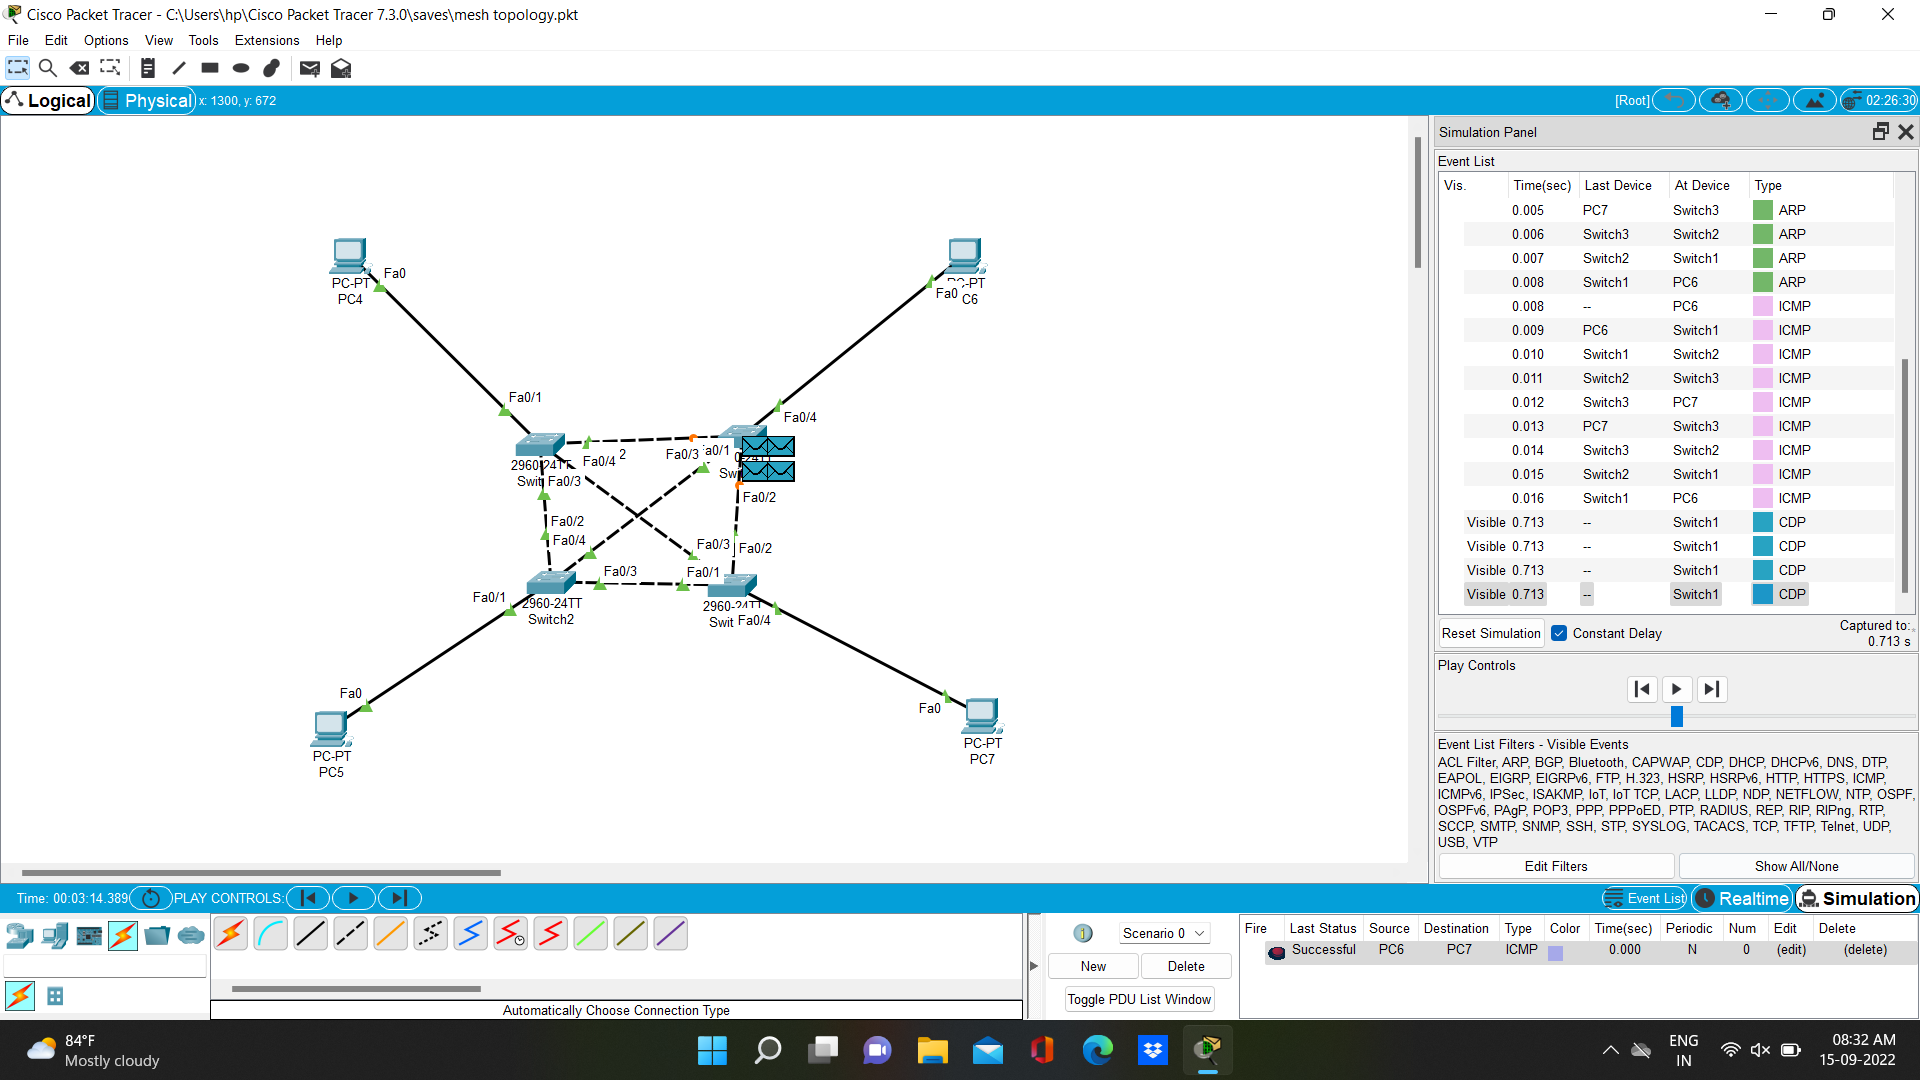 Cisco Packet Tracer - C:\Users\hp\Cisco Packet Tracer 7.3.0\saves\mesh topology.pkt
File Edit Options View Tools Extensions Help
Logical Physical x: 1300, y: 672 [Root] 02:26:30
Simulation Panel
Event List
Vis. Time(sec) Last Device At Device Type
0.005 PC7 Switch3 ARP
0.006 Switch3 Switch2 ARP
0.007 Switch2 Switch1 ARP
0.008 Switch1 PC6 ARP
0.008 -- PC6 ICMP
0.009 PC6 Switch1 ICMP
0.010 Switch1 Switch2 ICMP
0.011 Switch2 Switch3 ICMP
0.012 Switch3 PC7 ICMP
0.013 PC7 Switch3 ICMP
0.014 Switch3 Switch2 ICMP
0.015 Switch2 Switch1 ICMP
0.016 Switch1 PC6 ICMP
Visible 0.713 -- Switch1 CDP
Visible 0.713 -- Switch1 CDP
Visible 0.713 -- Switch1 CDP
Visible 0.713 -- Switch1 CDP
Reset Simulation Constant Delay Captured to:
0.713 s
Play Controls
Event List Filters - Visible Events
ACL Filter, ARP, BGP, Bluetooth, CAPWAP, CDP, DHCP, DHCPv6, DNS, DTP,
EAPOL, EIGRP, EIGRPv6, FTP, H.323, HSRP, HSRPv6, HTTP, HTTPS, ICMP,
ICMPv6, IPSec, ISAKMP, IoT, IoT TCP, LACP, LLDP, NDP, NETFLOW, NTP, OSPF,
OSPFv6, PAgP, POP3, PPP, PPPoED, PTP, RADIUS, REP, RIP, RIPng, RTP,
SCCP, SMTP, SNMP, SSH, STP, SYSLOG, TACACS, TCP, TFTP, Telnet, UDP,
USB, VTP
Edit Filters Show All/None
Fa0
PC-PT
PC4
Fa0
-PT
C6
Fa0/1
Fa0/4
Fa0/4 2
Fa0/3
2960-24TT
Swit Fa0/3
Swi
Fa0/2
Fa0/2
Fa0/4
Fa0/3
Fa0/2
Fa0/3
Fa0/1
Fa0/1
2960-24TT
Switch2
2960-24TT
Swit Fa0/4
Fa0
PC-PT
PC5
Fa0
PC-PT
PC7
Time: 00:03:14.389 PLAY CONTROLS: Event List Realtime Simulation
Scenario 0
New Delete
Toggle PDU List Window
Fire Last Status Source Destination Type Color Time(sec) Periodic Num Edit Delete
Successful PC6 PC7 ICMP 0.000 N 0 (edit) (delete)
Automatically Choose Connection Type
84°F
Mostly cloudy
ENG
IN
08:32 AM
15-09-2022